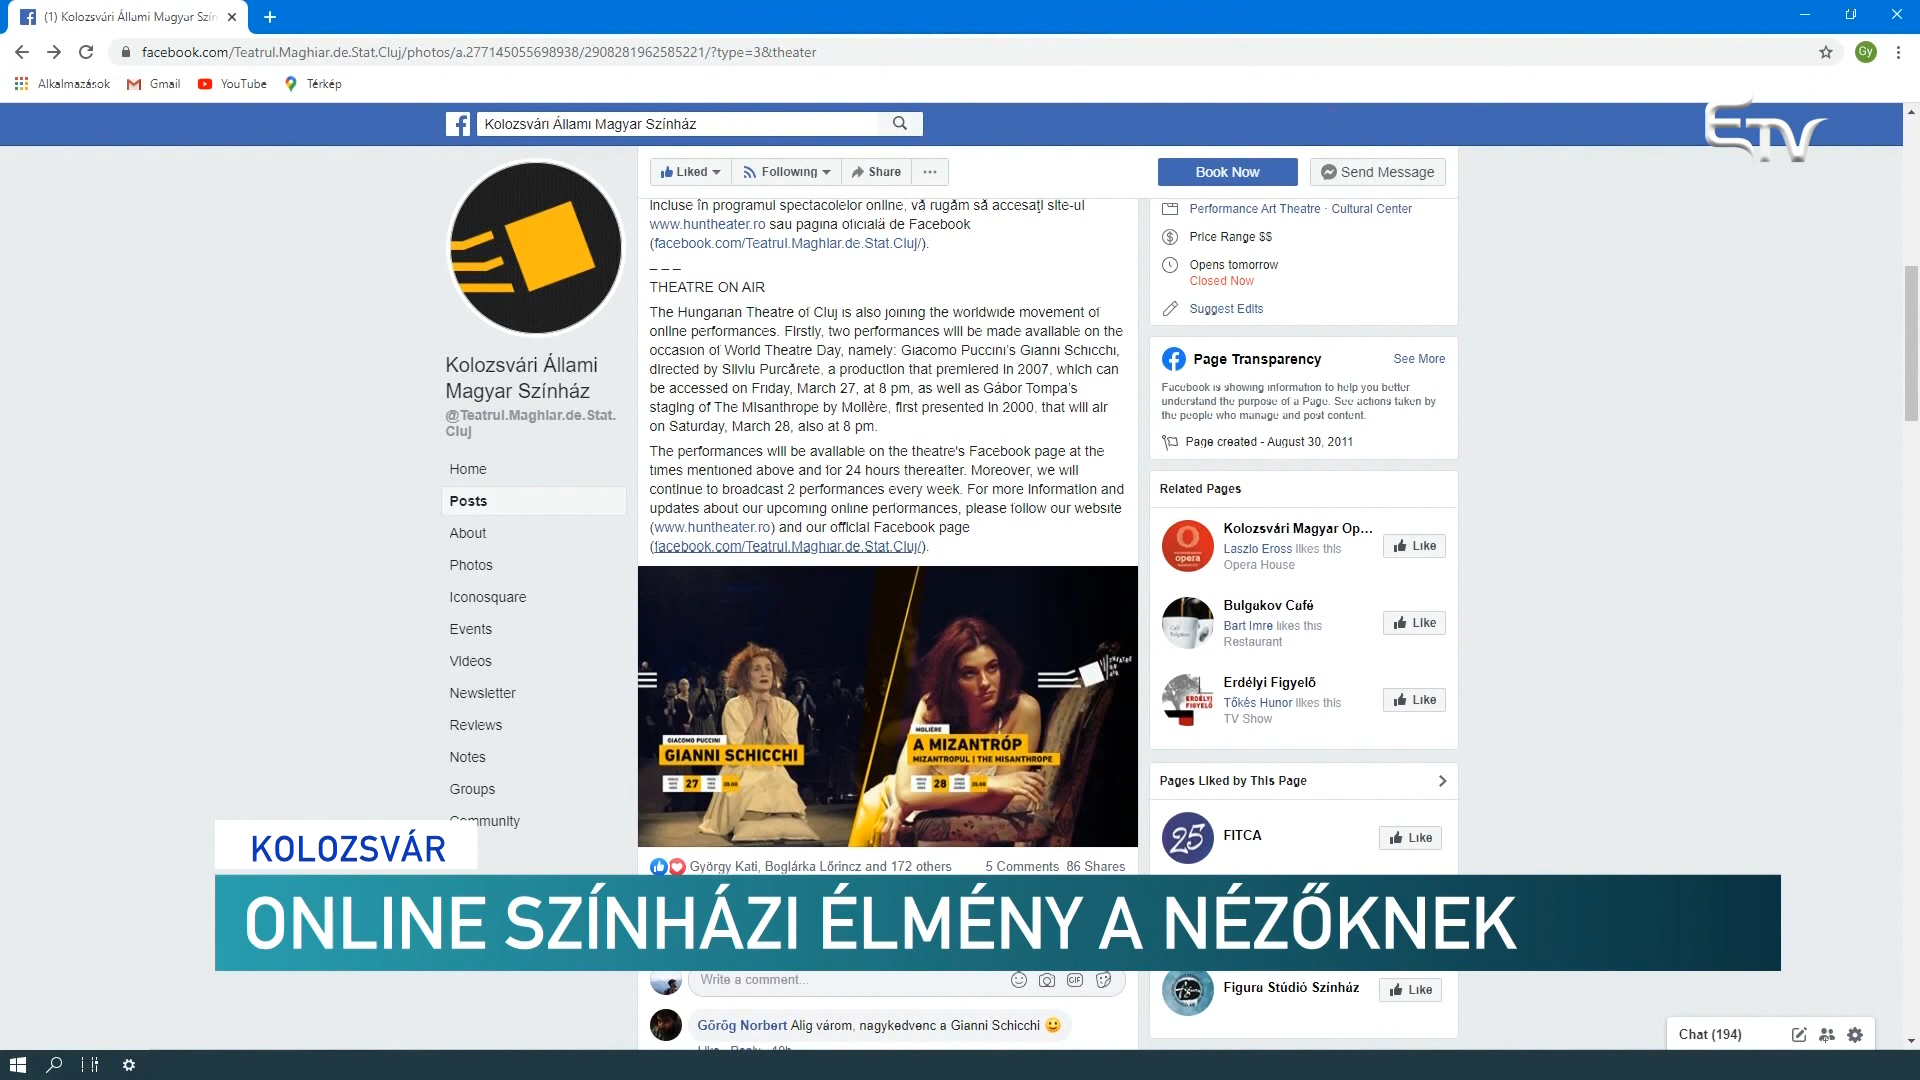 (1) Kolozsvári Állami Magyar Szín
facebook.com/Teatrul.Maghiar.de.Stat.Cluj/photos/a.277145055698938/2908281962585221/?type=3&theater
Gy
Alkalmazások
Gmail
YouTube
Térkép
Kolozsvári Állami Magyar Színház
ETV
Kolozsvári Állami
Magyar Színház
@Teatrul.Maghiar.de.Stat.
Cluj
Home
Posts
About
Photos
Iconosquare
Events
Videos
Newsletter
Reviews
Notes
Groups
Community
Liked
Following
Share
Book Now
Send Message
incluse în programul spectacolelor online, vă rugăm să accesați site-ul
www.huntheater.ro sau pagina oficială de Facebook
(facebook.com/Teatrul.Maghiar.de.Stat.Cluj/).
_ _ _
THEATRE ON AIR
The Hungarian Theatre of Cluj is also joining the worldwide movement of
online performances. Firstly, two performances will be made available on the
occasion of World Theatre Day, namely: Giacomo Puccini's Gianni Schicchi,
directed by Silviu Purcărete, a production that premiered in 2007, which can
be accessed on Friday, March 27, at 8 pm, as well as Gábor Tompa's
staging of The Misanthrope by Molière, first presented in 2000, that will air
on Saturday, March 28, also at 8 pm.
The performances will be available on the theatre's Facebook page at the
times mentioned above and for 24 hours thereafter. Moreover, we will
continue to broadcast 2 performances every week. For more information and
updates about our upcoming online performances, please follow our website
(www.huntheater.ro) and our official Facebook page
(facebook.com/Teatrul.Maghiar.de.Stat.Cluj/).
THEATRE
ON
AIR
GIACOMO PUCCINI
GIANNI SCHICCHI
27
20.00
MOLIÈRE
A MIZANTRÓP
MIZANTROPUL | THE MISANTHROPE
28
20.00
György Kati, Boglárka Lőrincz and 172 others
5 Comments 86 Shares
Write a comment...
GIF
Görög Norbert Alig várom, nagykedvenc a Gianni Schicchi
Like · Reply · 10h
Performance Art Theatre · Cultural Center
Price Range $$
Opens tomorrow
Closed Now
Suggest Edits
Page Transparency
See More
Facebook is showing information to help you better
understand the purpose of a Page. See actions taken by
the people who manage and post content.
Page created - August 30, 2011
Related Pages
opera
Kolozsvári Magyar Op...
Laszlo Eross likes this
Opera House
Like
Bulgakov Café
Bart Imre likes this
Restaurant
Like
ERDÉLYI
FIGYELŐ
Erdélyi Figyelő
Tőkés Hunor likes this
TV Show
Like
Pages Liked by This Page
25
FITCA
Like
Figura Stúdió Színház
Like
Chat (194)
KOLOZSVÁR
ONLINE SZÍNHÁZI ÉLMÉNY A NÉZŐKNEK